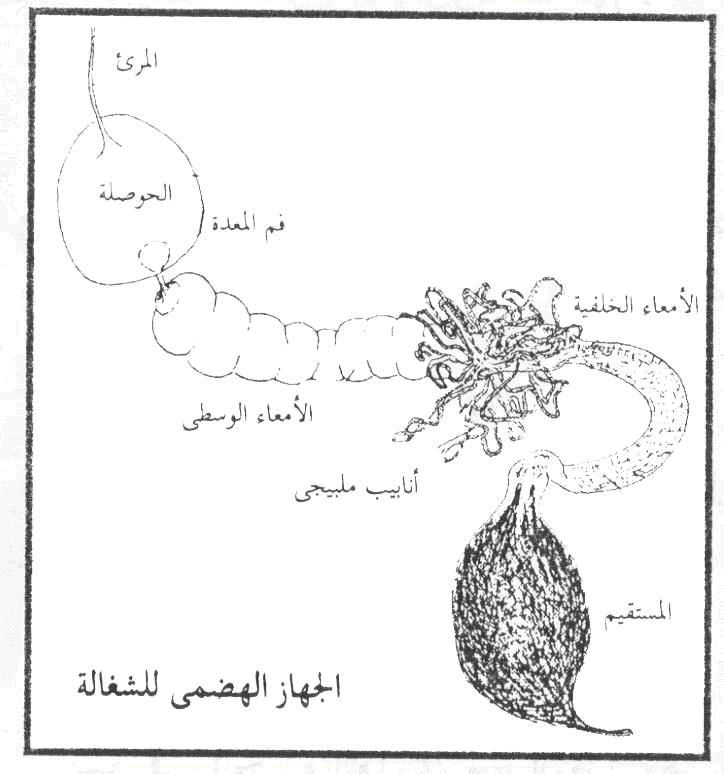 المرئ
الحوصلة
فم المعدة
الأمعاء الخلفية
الأمعاء الوسطى
أنابيب ملبيجى
المستقيم
الجهاز الهضمى للشغالة